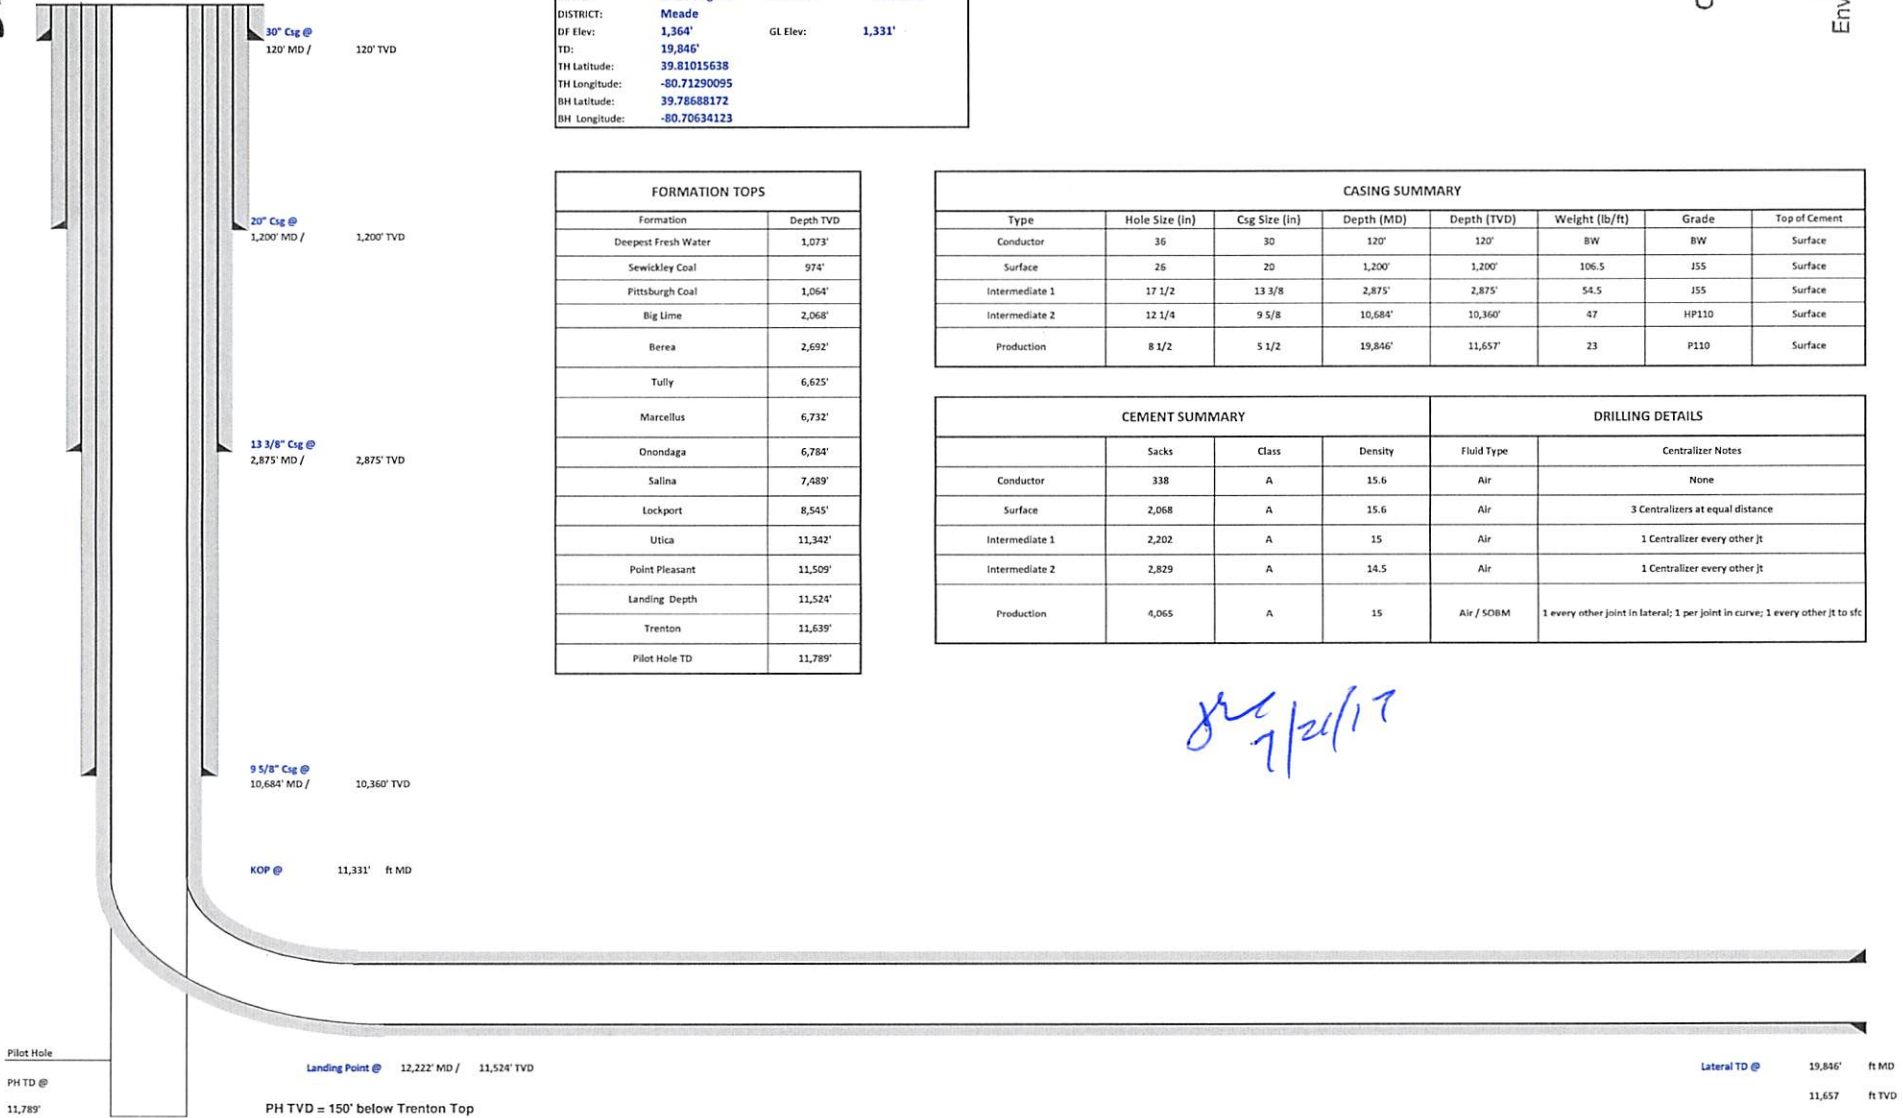 DISTRICT: Meade
DF Elev: 1,364' GL Elev: 1,331'
TD: 19,846'
TH Latitude: 39.81015638
TH Longitude: -80.71290095
BH Latitude: 39.78688172
BH Longitude: -80.70634123
Env
30" Csg @
120' MD / 120' TVD
20" Csg @
1,200' MD / 1,200' TVD
13 3/8" Csg @
2,875' MD / 2,875' TVD
9 5/8" Csg @
10,684' MD / 10,360' TVD
KOP @ 11,331' ft MD
FORMATION TOPS
Formation Depth TVD
Deepest Fresh Water 1,073'
Sewickley Coal 974'
Pittsburgh Coal 1,064'
Big Lime 2,068'
Berea 2,692'
Tully 6,625'
Marcellus 6,732'
Onondaga 6,784'
Salina 7,489'
Lockport 8,545'
Utica 11,342'
Point Pleasant 11,509'
Landing Depth 11,524'
Trenton 11,639'
Pilot Hole TD 11,789'
CASING SUMMARY
Type Hole Size (in) Csg Size (in) Depth (MD) Depth (TVD) Weight (lb/ft) Grade Top of Cement
Conductor 36 30 120' 120' BW BW Surface
Surface 26 20 1,200' 1,200' 106.5 J55 Surface
Intermediate 1 17 1/2 13 3/8 2,875' 2,875' 54.5 J55 Surface
Intermediate 2 12 1/4 9 5/8 10,684' 10,360' 47 HP110 Surface
Production 8 1/2 5 1/2 19,846' 11,657' 23 P110 Surface
CEMENT SUMMARY DRILLING DETAILS
Sacks Class Density Fluid Type Centralizer Notes
Conductor 338 A 15.6 Air None
Surface 2,068 A 15.6 Air 3 Centralizers at equal distance
Intermediate 1 2,202 A 15 Air 1 Centralizer every other jt
Intermediate 2 2,829 A 14.5 Air 1 Centralizer every other jt
Production 4,065 A 15 Air / SOBM 1 every other joint in lateral; 1 per joint in curve; 1 every other jt to sfc
7/21/17
Pilot Hole
PH TD @
11,789'
Landing Point @ 12,222' MD / 11,524' TVD
PH TVD = 150' below Trenton Top
Lateral TD @ 19,846' ft MD
11,657 ft TVD